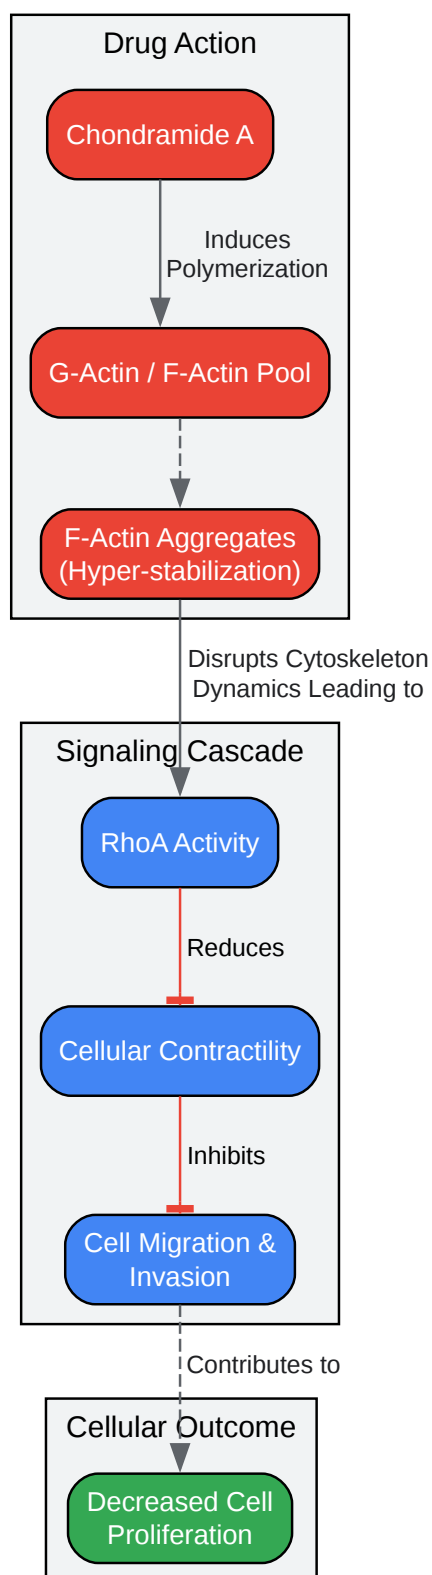 Drug Action
Chondramide A
Induces
Polymerization
G-Actin / F-Actin Pool
F-Actin Aggregates
(Hyper-stabilization)
Disrupts Cytoskeleton
Dynamics Leading to
Signaling Cascade
RhoA Activity
Reduces
Cellular Contractility
Inhibits
Cell Migration &
Invasion
Contributes to
Cellular Outcome
Decreased Cell
Proliferation